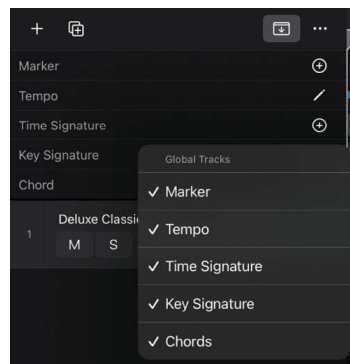 Marker
Tempo
Time Signature
Key Signature
Chord
1
Deluxe Classi
M S
Global Tracks
Marker
Tempo
Time Signature
Key Signature
Chords